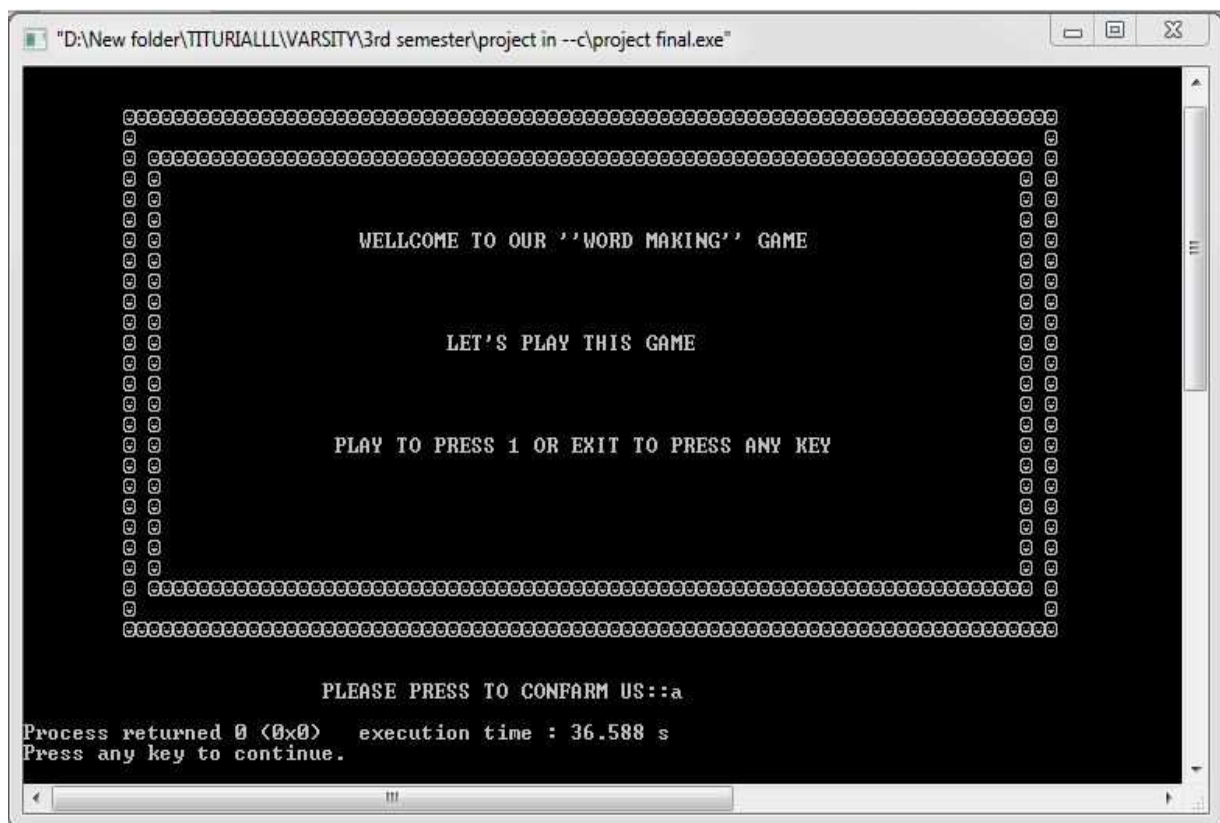 "D:\New folder\TITURIALLL\VARSITY\3rd semester\project in --c\project final.exe"
WELLCOME TO OUR ''WORD MAKING'' GAME
LET'S PLAY THIS GAME
PLAY TO PRESS 1 OR EXIT TO PRESS ANY KEY
PLEASE PRESS TO CONFARM US::a
Process returned 0 (0x0)   execution time : 36.588 s
Press any key to continue.